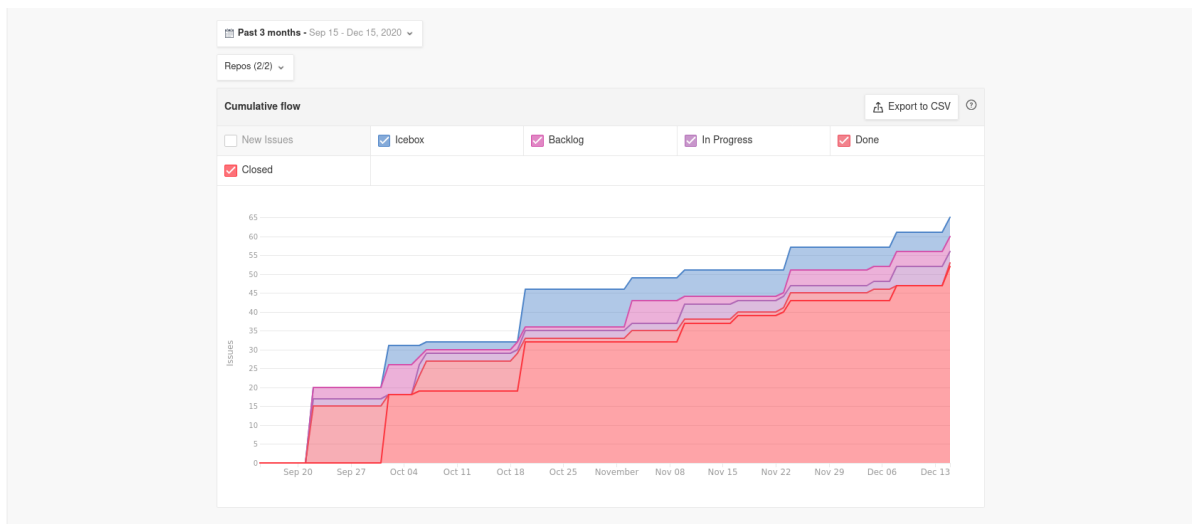 Past 3 months - Sep 15 - Dec 15, 2020
Repos (2/2)
Cumulative flow
Export to CSV
New Issues
Icebox
Backlog
In Progress
Done
Closed
65
60
55
50
45
40
35
30
25
20
15
10
5
0
Issues
Sep 20 Sep 27 Oct 04 Oct 11 Oct 18 Oct 25 November Nov 08 Nov 15 Nov 22 Nov 29 Dec 06 Dec 13